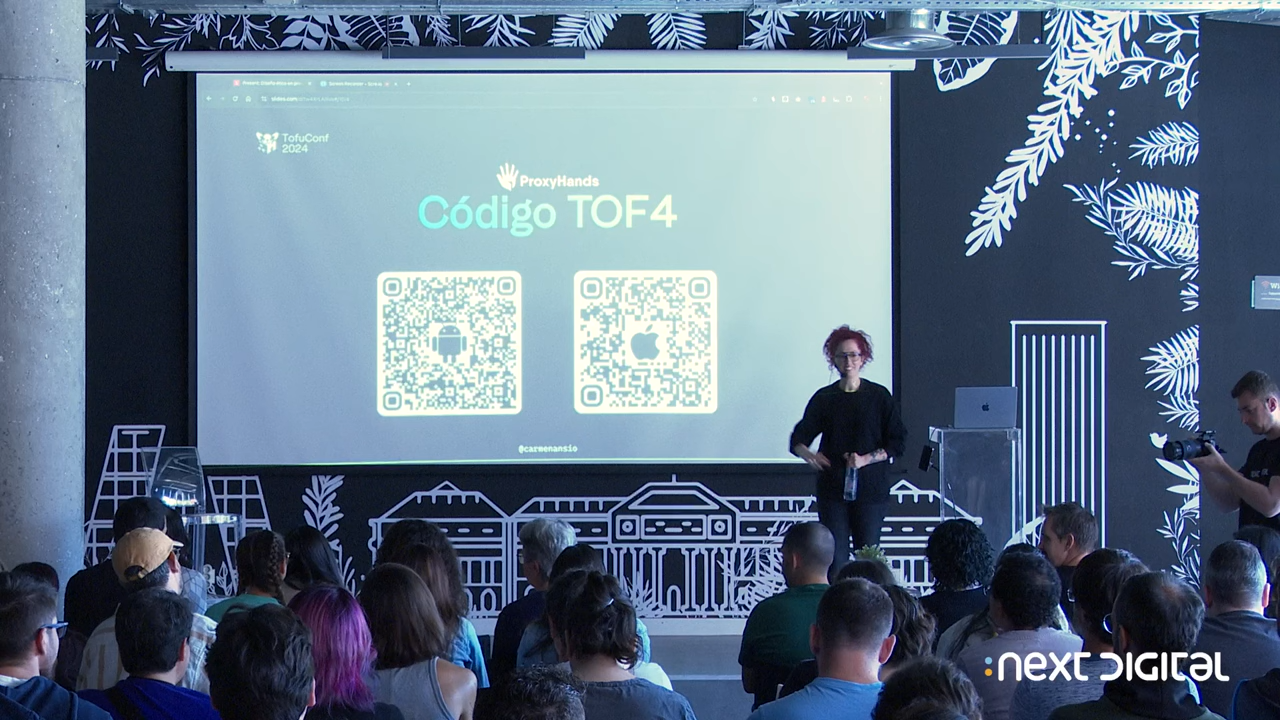 TofuConf
2024
ProxyHands
Código TOF4
@carmenansio
:NEXT DIGITAL